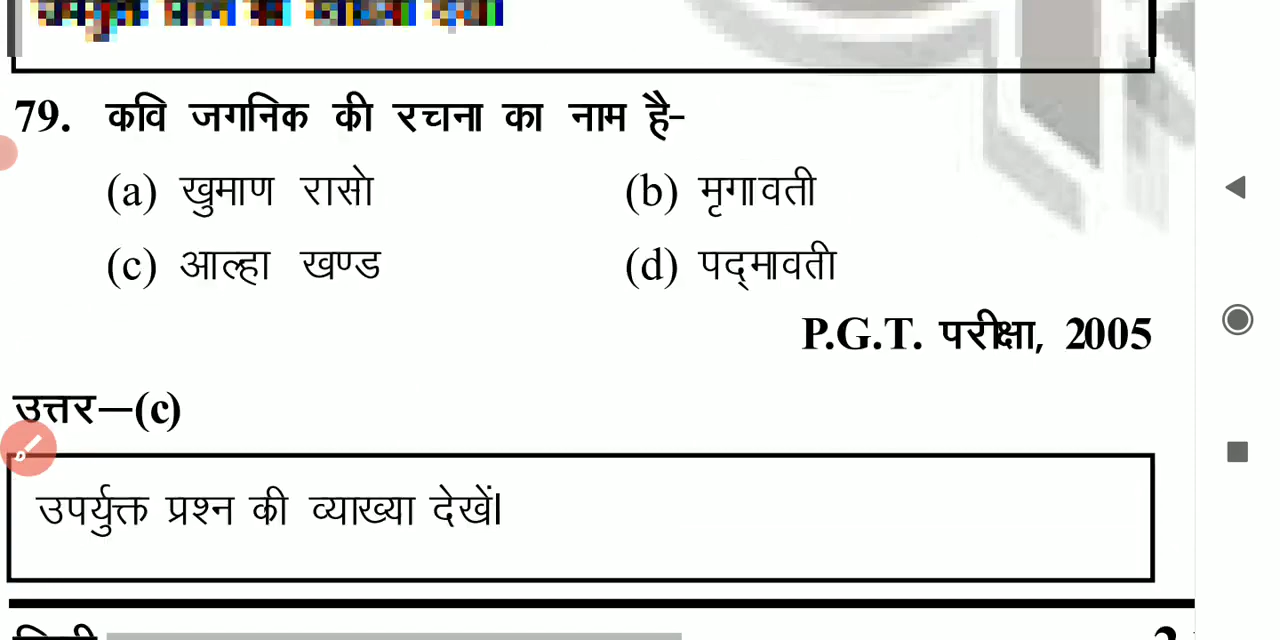 79. कवि जगनिक की रचना का नाम है-
(a) खुमाण रासो (b) मृगावती
(c) आल्हा खण्ड (d) पद्मावती
P.G.T. परीक्षा, 2005
उत्तर—(c)
उपर्युक्त प्रश्न की व्याख्या देखें।